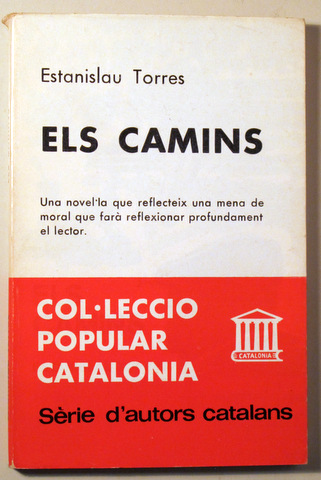 Estanislau Torres
ELS CAMINS
Una novel·la que reflecteix una mena de
moral que farà reflexionar profundament
el lector.
COL·LECCIO
POPULAR
CATALONIA
CATALONIA
Sèrie d'autors catalans